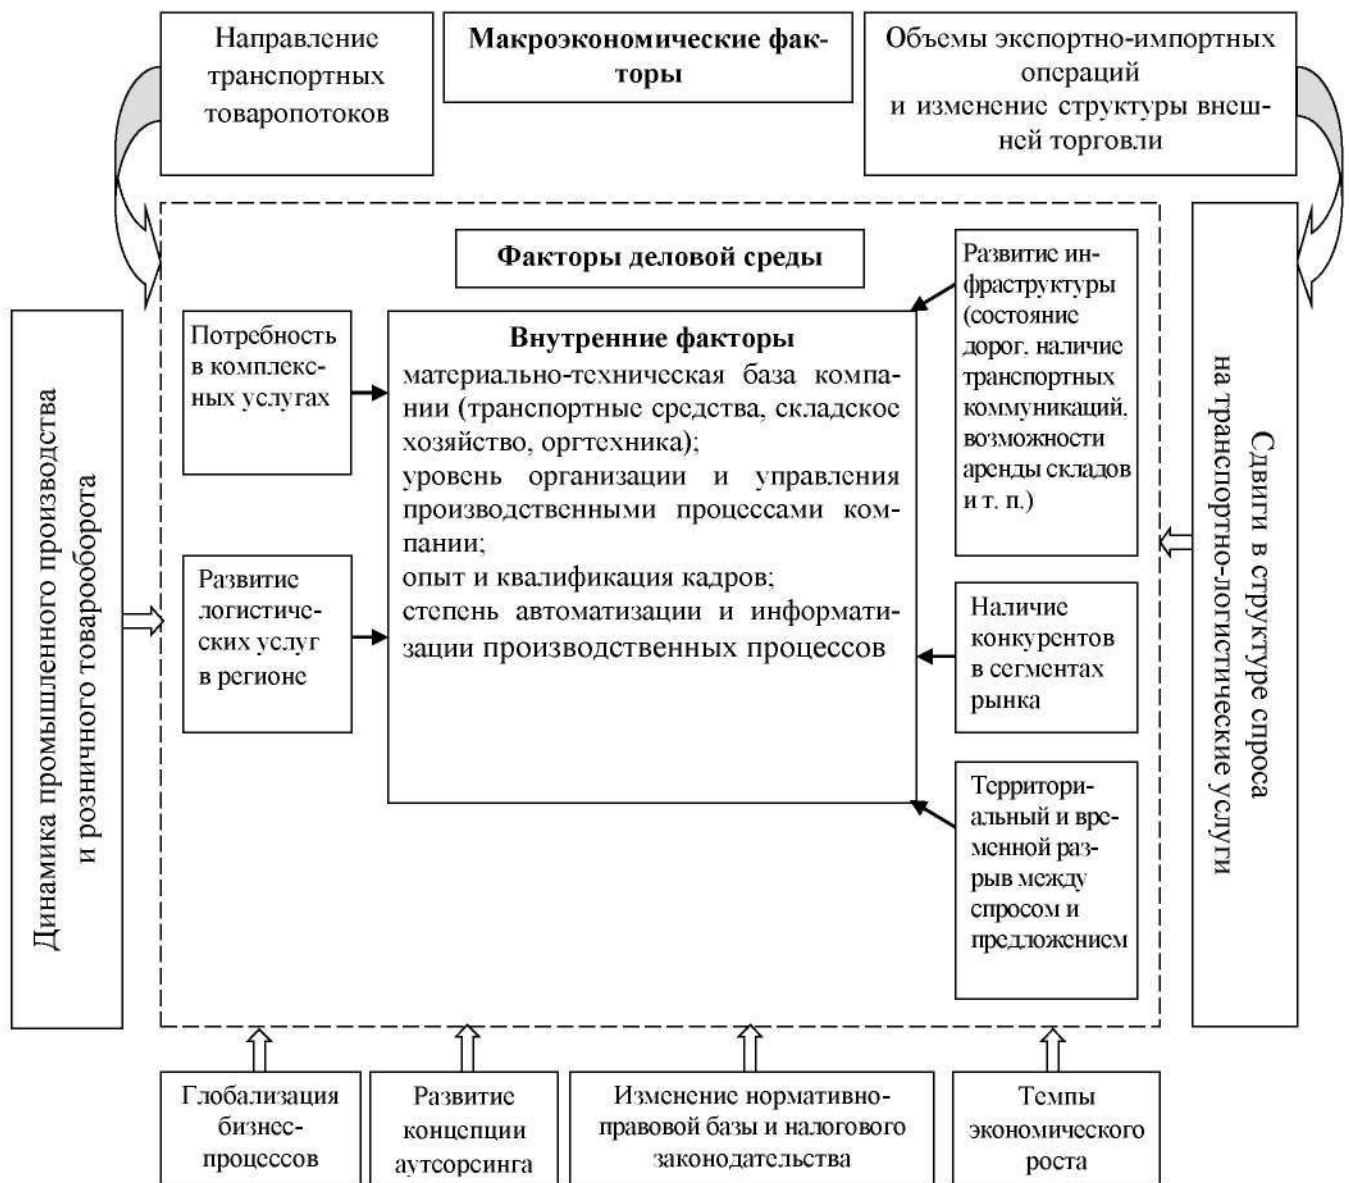 Направление
транспортных
товаропотоков
Макроэкономические фак-
торы
Объемы экспортно-импортных
операций
и изменение структуры внеш-
ней торговли
Факторы деловой среды
Динамика промышленного производства
и розничного товарооборота
Потребность
в комплекс-
ных услугах
Развитие
логистиче-
ских услуг
в регионе
Внутренние факторы
материально-техническая база компа-
нии (транспортные средства, складское
хозяйство, оргтехника);
уровень организации и управления
производственными процессами ком-
пании;
опыт и квалификация кадров;
степень автоматизации и информати-
зации производственных процессов
Развитие ин-
фраструктуры
(состояние
дорог, наличие
транспортных
коммуникаций,
возможности
аренды складов
и т. п.)
Наличие
конкурентов
в сегментах
рынка
Территори-
альный и вре-
менной раз-
рыв между
спросом и
предложением
Сдвиги в структуре спроса
на транспортно-логистические услуги
Глобализация
бизнес-
процессов
Развитие
концепции
аутсорсинга
Изменение нормативно-
правовой базы и налогового
законодательства
Темпы
экономического
роста